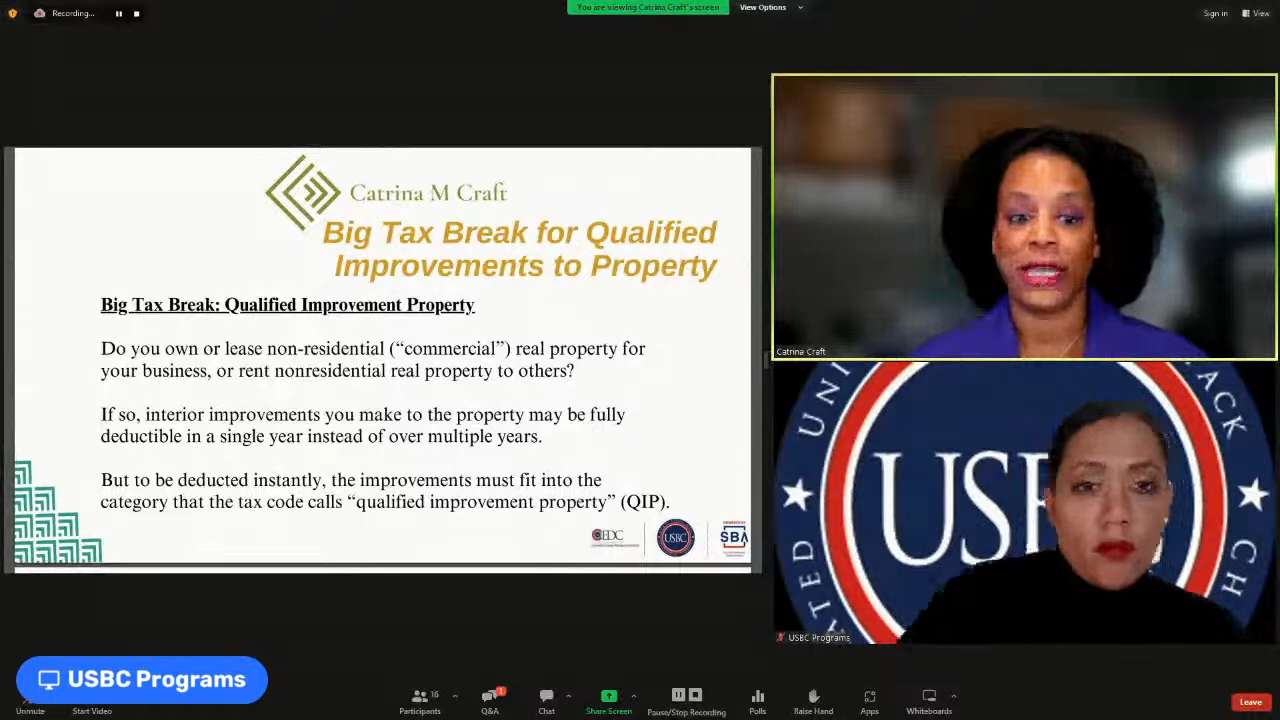 Recording...
You are viewing Catrina Craft's screen
View Options
Sign in
View
Catrina M Craft
Big Tax Break for Qualified
Improvements to Property
Big Tax Break: Qualified Improvement Property
Do you own or lease non-residential (“commercial”) real property for
your business, or rent nonresidential real property to others?
If so, interior improvements you make to the property may be fully
deductible in a single year instead of over multiple years.
But to be deducted instantly, the improvements must fit into the
category that the tax code calls “qualified improvement property” (QIP).
CEDC
USBC
SBA
Catrina Craft
USB
USBC Programs
USBC Programs
Unmute
Start Video
16
Participants
1
Q&A
Chat
Share Screen
Pause/Stop Recording
Polls
Raise Hand
Apps
Whiteboards
Leave